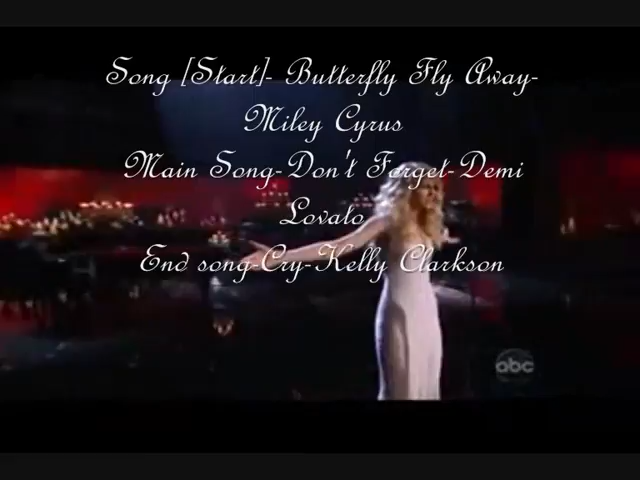 Song [Start]- Butterfly Fly Away-
Miley Cyrus
Main Song-Don't Forget-Demi
Lovato
End song-Cry-Kelly Clarkson
abc